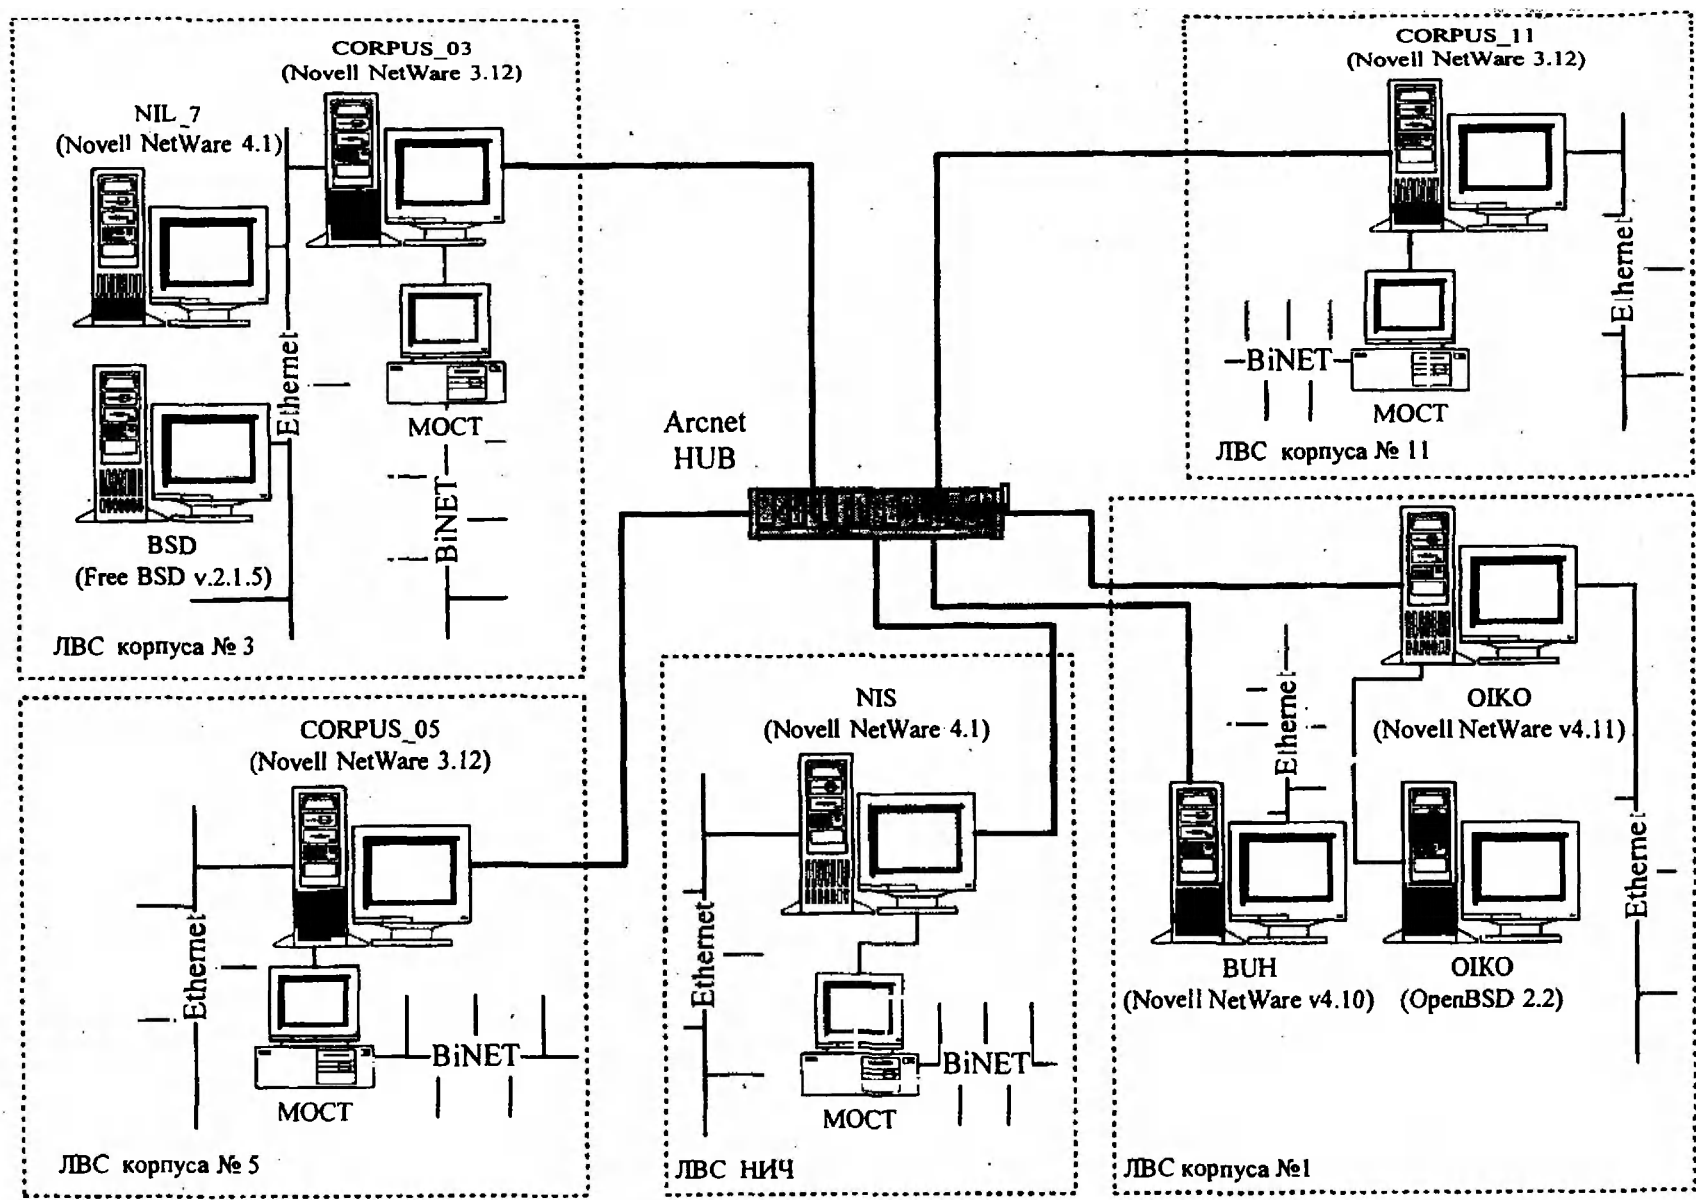 CORPUS_03
(Novell NetWare 3.12)
NIL_7
(Novell NetWare 4.1)
Ethernet
МОСТ
BiNET
BSD
(Free BSD v.2.1.5)
ЛВС корпуса № 3
CORPUS_11
(Novell NetWare 3.12)
Ethernet
BiNET
МОСТ
ЛВС корпуса № 11
Arcnet
HUB
CORPUS_05
(Novell NetWare 3.12)
Ethernet
BiNET
МОСТ
ЛВС корпуса № 5
NIS
(Novell NetWare 4.1)
Ethernet
BiNET
МОСТ
ЛВС НИЧ
OIKO
(Novell NetWare v4.11)
Ethernet
Ethernet
BUH
(Novell NetWare v4.10)
OIKO
(OpenBSD 2.2)
ЛВС корпуса №1